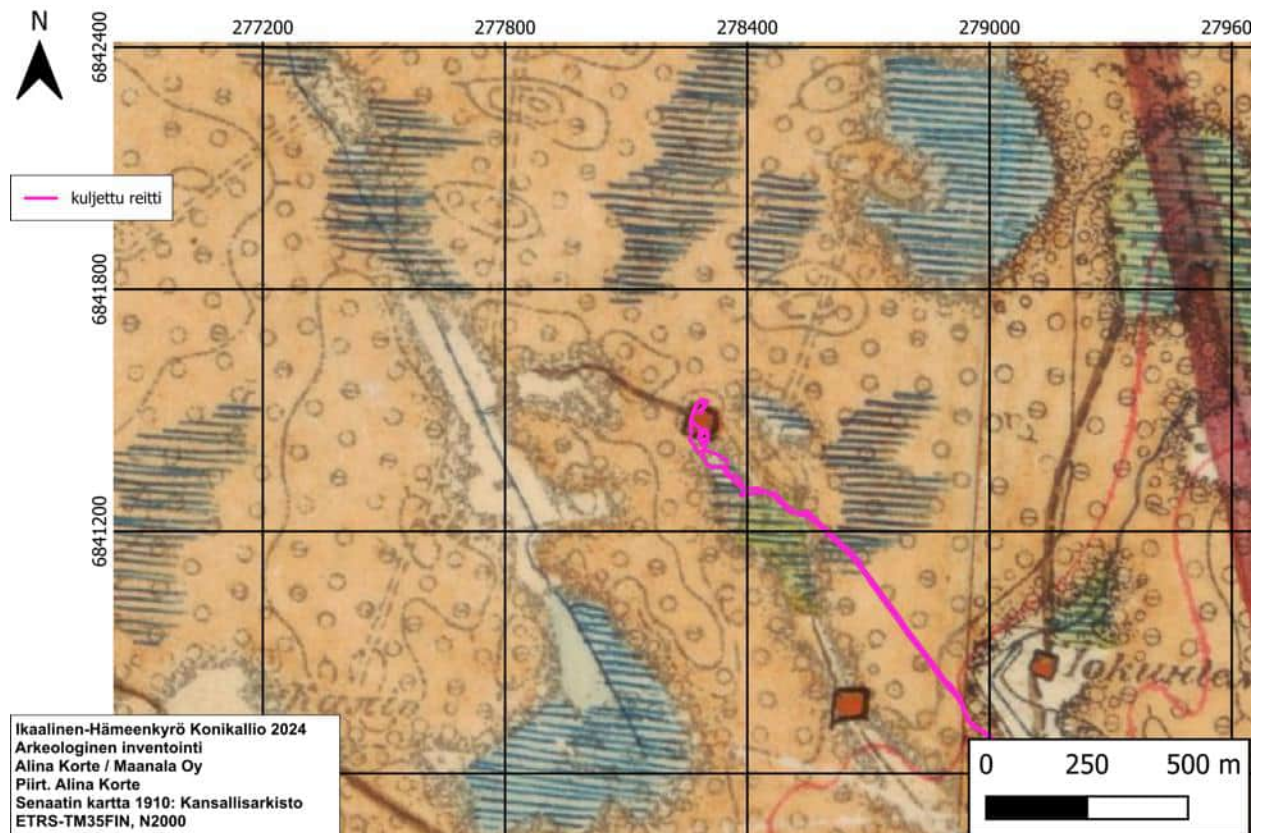 N
277200
277800
278400
279000
27960
6842400
6841800
6841200
kuljettu reitti
Ikaalinen-Hämeenkyrö Konikallio 2024
Arkeologinen inventointi
Alina Korte / Maanala Oy
Piirt. Alina Korte
Senaatin kartta 1910: Kansallisarkisto
ETRS-TM35FIN, N2000
0 250 500 m